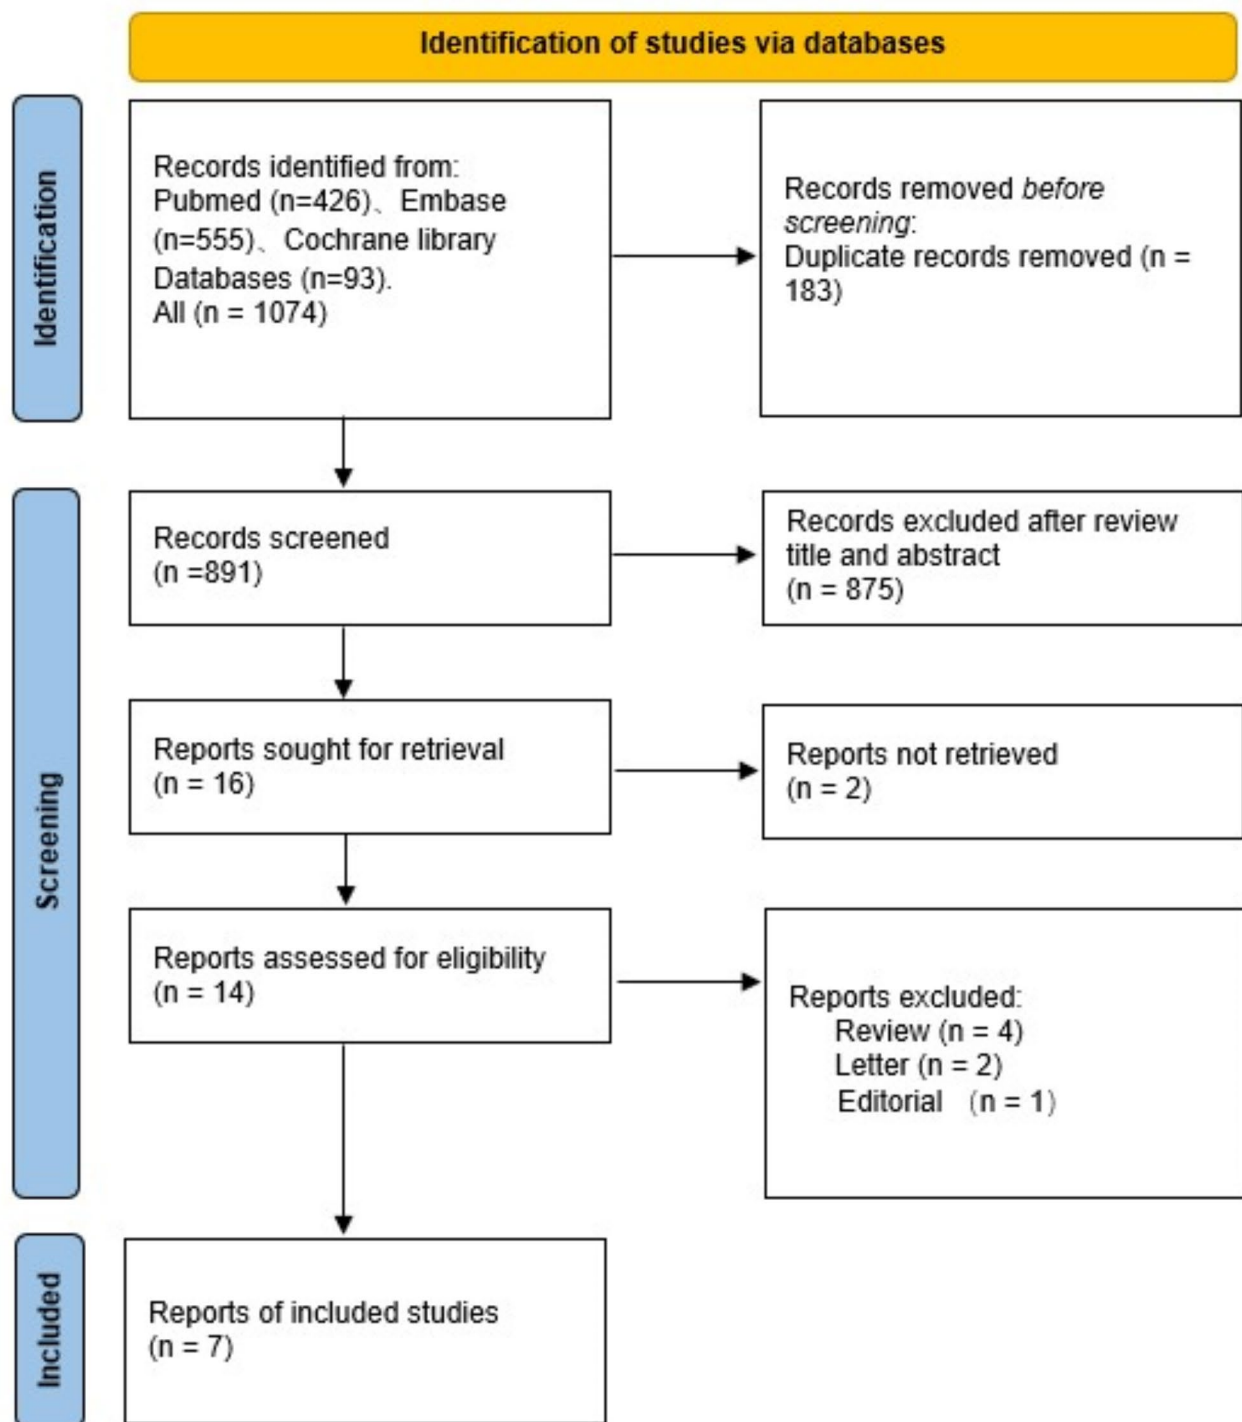 Identification of studies via databases
Identification
Records identified from:
Pubmed (n=426)、Embase
(n=555)、Cochrane library
Databases (n=93).
All (n = 1074)
Records removed before
screening:
Duplicate records removed (n =
183)
Screening
Records screened
(n =891)
Records excluded after review
title and abstract
(n = 875)
Reports sought for retrieval
(n = 16)
Reports not retrieved
(n = 2)
Reports assessed for eligibility
(n = 14)
Reports excluded:
Review (n = 4)
Letter (n = 2)
Editorial （n = 1）
Included
Reports of included studies
(n = 7)